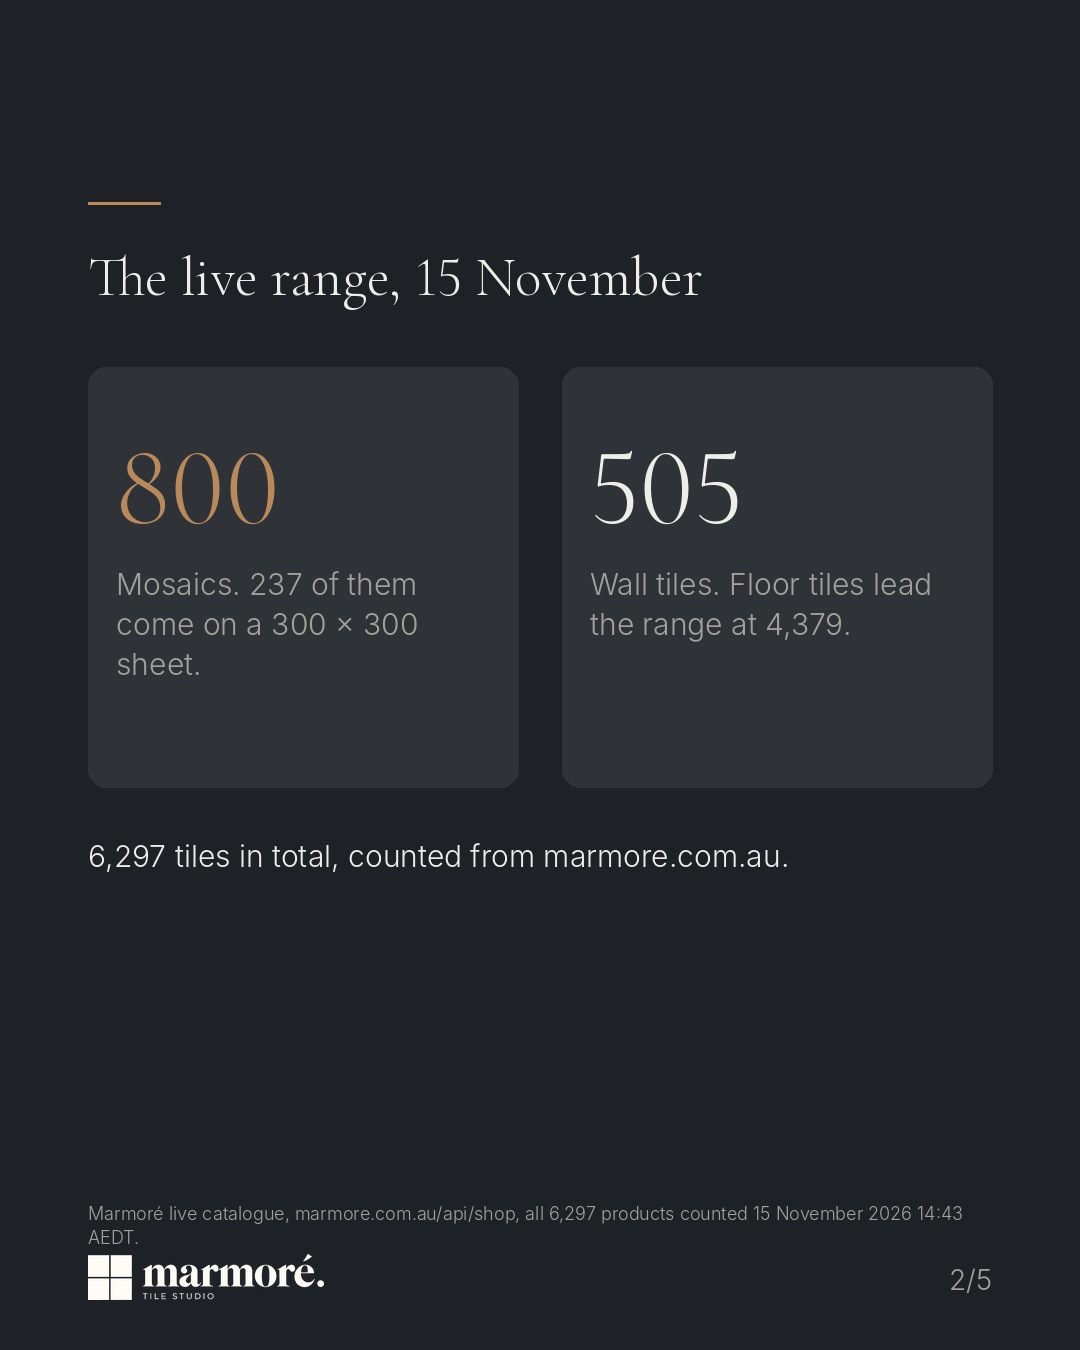 The live range, 15 November
800
Mosaics. 237 of them
come on a 300 × 300
sheet.
505
Wall tiles. Floor tiles lead
the range at 4,379.
6,297 tiles in total, counted from marmore.com.au.
Marmoré live catalogue, marmore.com.au/api/shop, all 6,297 products counted 15 November 2026 14:43
AEDT.
marmoré.
TILE STUDIO
2/5